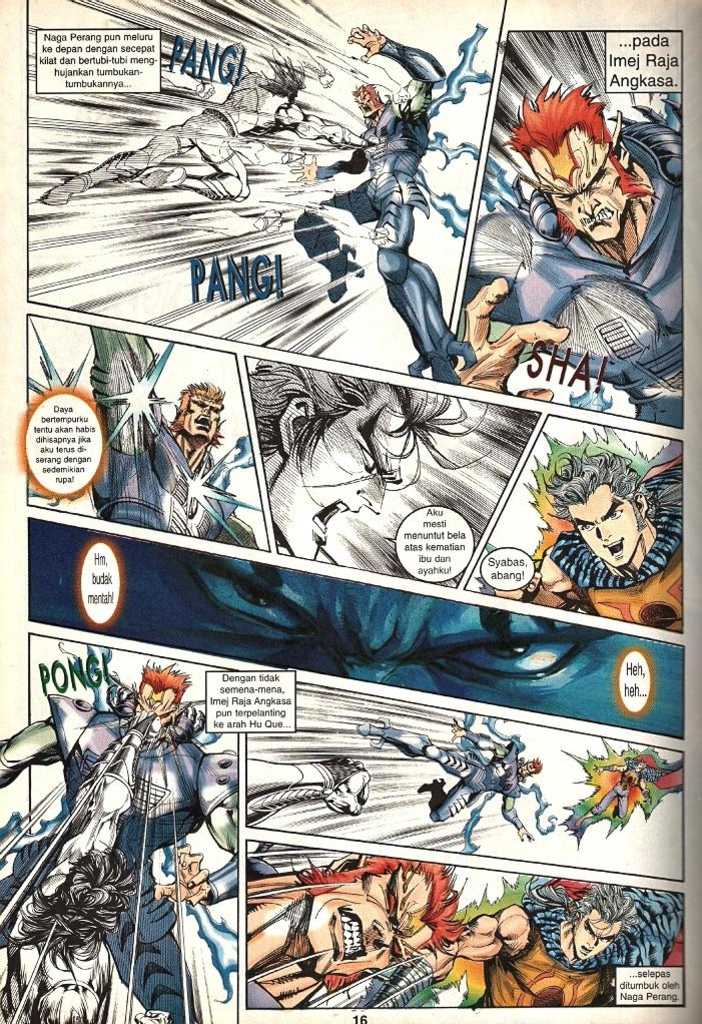 Naga Perang pun meluru
ke depan dengan secepat
kilat dan bertubi-tubi meng-
hujankan tumbukan-
tumbukannya...
PANG!
PANG!
...pada
Imej Raja
Angkasa.
SHA!
Daya
bertempurku
tentu akan habis
dihisapnya jika
aku terus di-
serang dengan
sedemikian
rupa!
Aku
mesti
menuntut bela
atas kematian
ibu dan
ayahku!
Syabas,
abang!
Hm,
budak
mentah!
Heh,
heh...
PONG!
Dengan tidak
semena-mena,
Imej Raja Angkasa
pun terpelanting
ke arah Hu Que...
...selepas
ditumbuk oleh
Naga Perang.
16